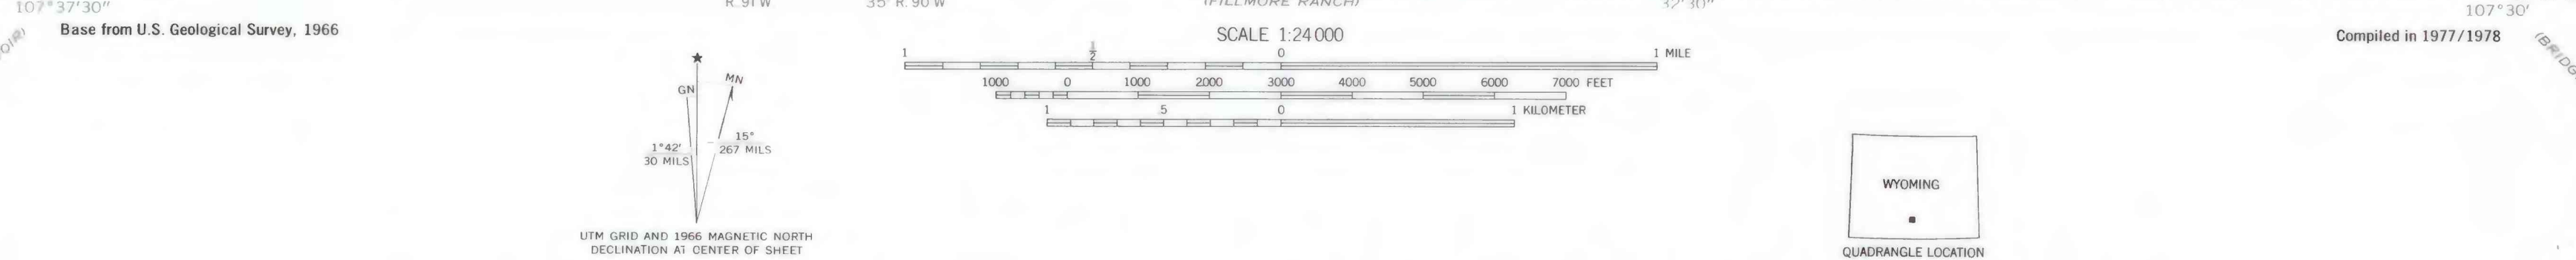 107°37'30"
R. 91 W
35' R. 90 W
(FILLMORE RANCH)
32'30"
107°30'
Base from U.S. Geological Survey, 1966
SCALE 1:24 000
Compiled in 1977/1978
1 ½ 0 1 MILE
1000 0 1000 2000 3000 4000 5000 6000 7000 FEET
1 .5 0 1 KILOMETER
★
GN
MN
1°42'
30 MILS
15°
267 MILS
UTM GRID AND 1966 MAGNETIC NORTH
DECLINATION AT CENTER OF SHEET
WYOMING
QUADRANGLE LOCATION